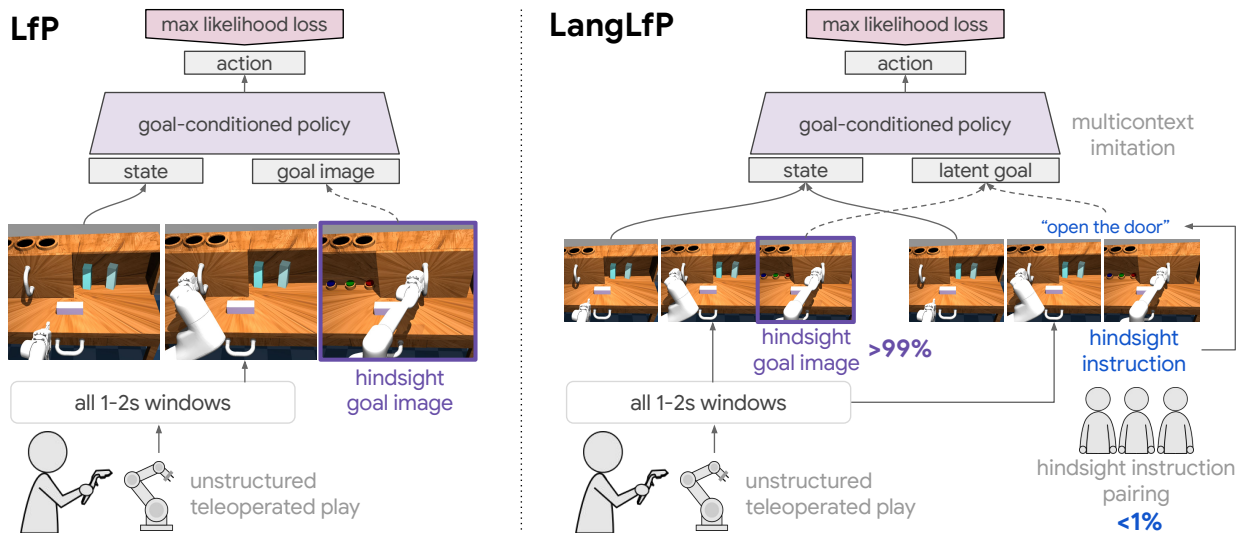 LfP
max likelihood loss
action
goal-conditioned policy
state
goal image
hindsight
goal image
all 1-2s windows
unstructured
teleoperated play
LangLfP
max likelihood loss
action
goal-conditioned policy
multicontext
imitation
state
latent goal
“open the door”
hindsight
goal image
>99%
hindsight
instruction
all 1-2s windows
unstructured
teleoperated play
hindsight instruction
pairing
<1%